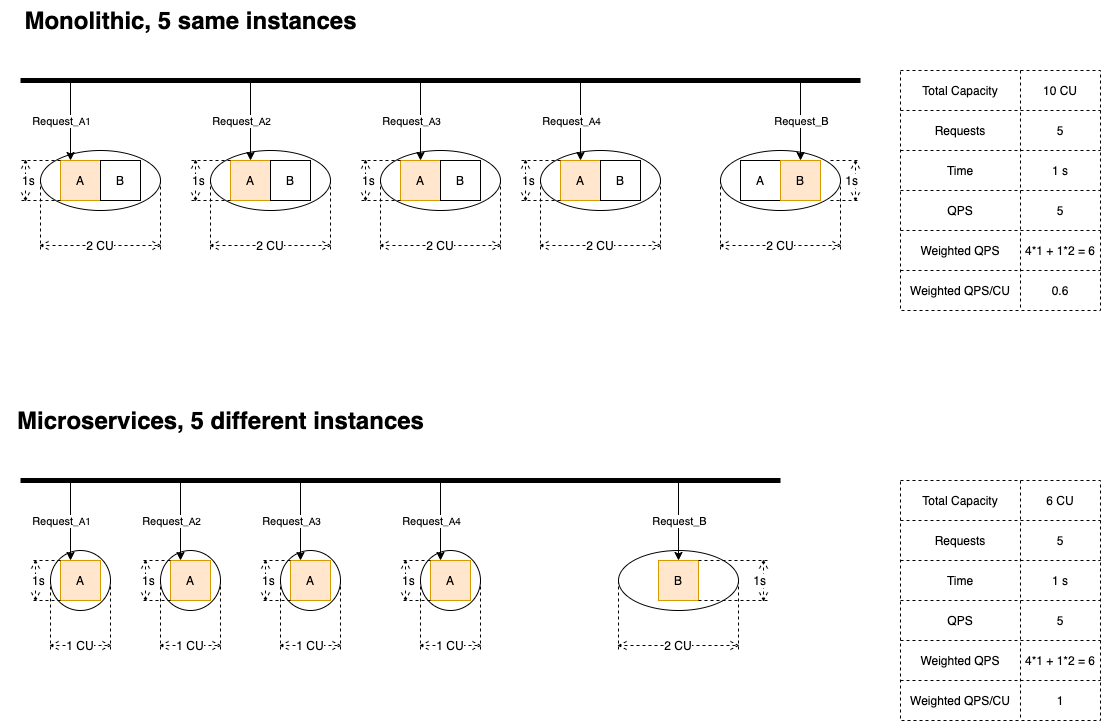 Monolithic, 5 same instances
Request_A1 Request_A2 Request_A3 Request_A4 Request_B
1s A B 1s A B 1s A B 1s A B A B 1s
2 CU 2 CU 2 CU 2 CU 2 CU
Total Capacity 10 CU
Requests 5
Time 1 s
QPS 5
Weighted QPS 4*1 + 1*2 = 6
Weighted QPS/CU 0.6
Microservices, 5 different instances
Request_A1 Request_A2 Request_A3 Request_A4 Request_B
1s A 1s A 1s A 1s A B 1s
1 CU 1 CU 1 CU 1 CU 2 CU
Total Capacity 6 CU
Requests 5
Time 1 s
QPS 5
Weighted QPS 4*1 + 1*2 = 6
Weighted QPS/CU 1